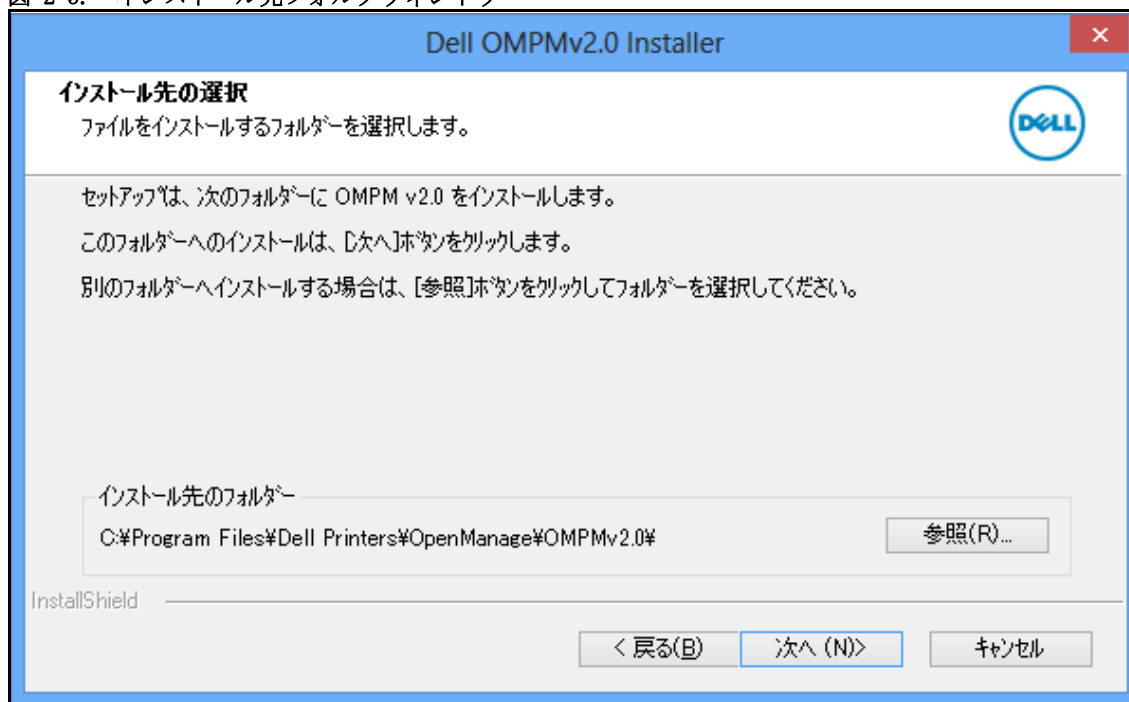 Dell OMPMv2.0 Installer
インストール先の選択
ファイルをインストールするフォルダーを選択します。
DELL
セットアップは、次のフォルダーに OMPM v2.0 をインストールします。
このフォルダーへのインストールは、[次へ]ボタンをクリックします。
別のフォルダーへインストールする場合は、[参照]ボタンをクリックしてフォルダーを選択してください。
インストール先のフォルダー
C:¥Program Files¥Dell Printers¥OpenManage¥OMPMv2.0¥
参照(R)...
InstallShield
< 戻る(B)
次へ (N)>
キャンセル